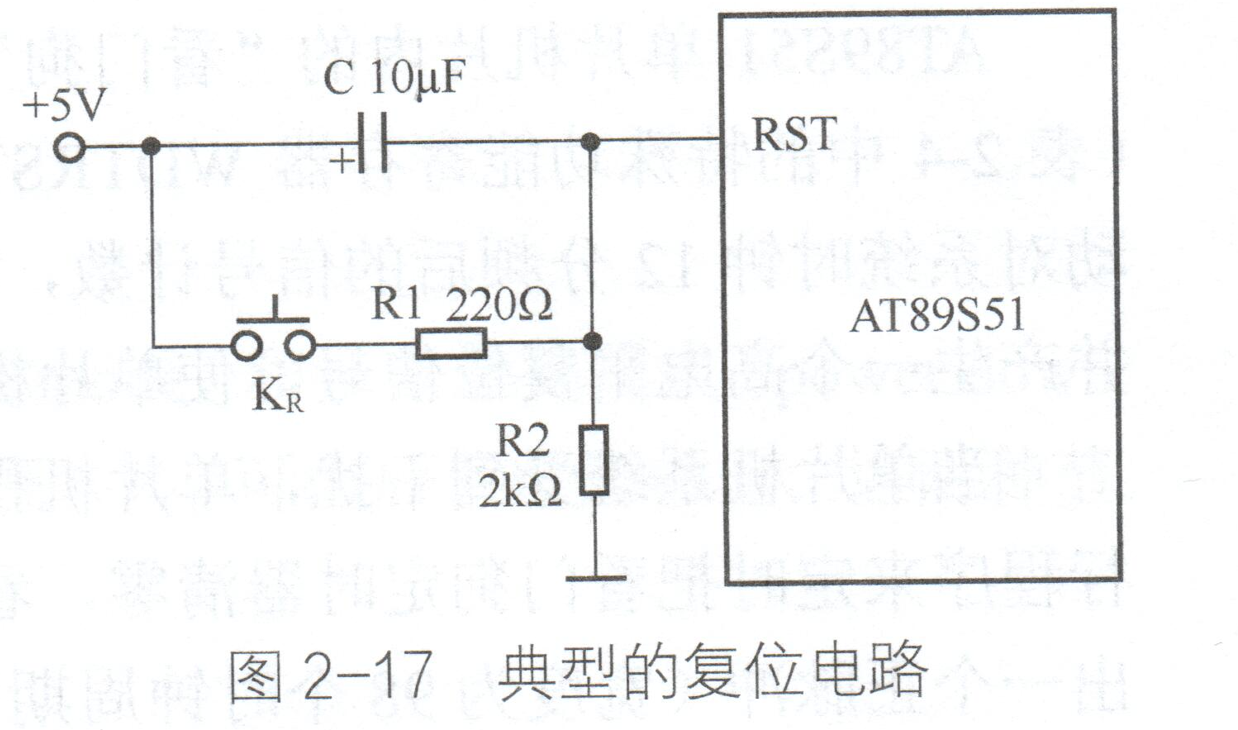 C 10μF
+5V
+
RST
R1 220Ω
AT89S51
KR
R2
2kΩ
图 2-17 典型的复位电路